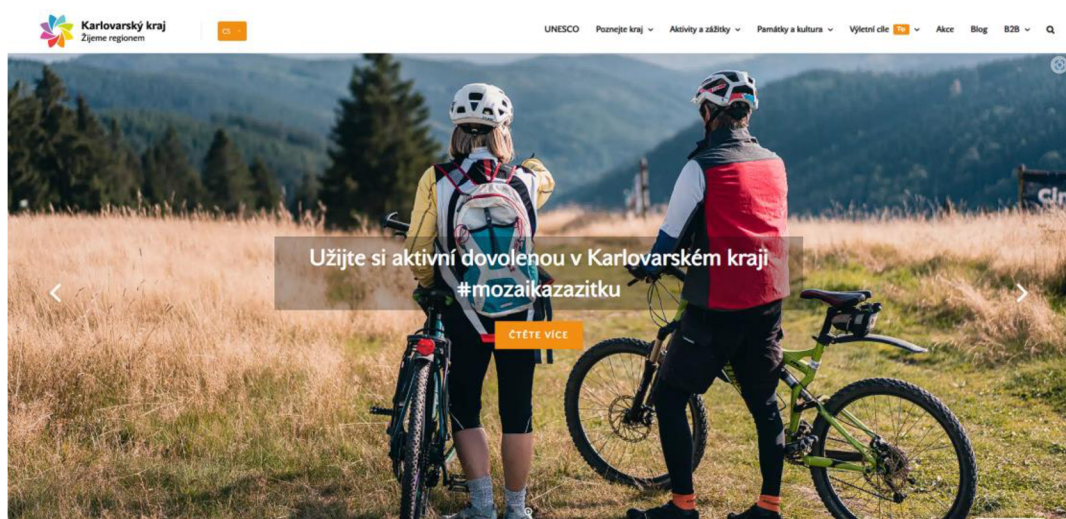 Karlovarský kraj
Žijeme regionem
CS
UNESCO Poznejte kraj Aktivity a zážitky Památky a kultura Výletní cíle Tip Akce Blog B2B
Užijte si aktivní dovolenou v Karlovarském kraji
#mozaikazazitku
ČTĚTE VÍCE